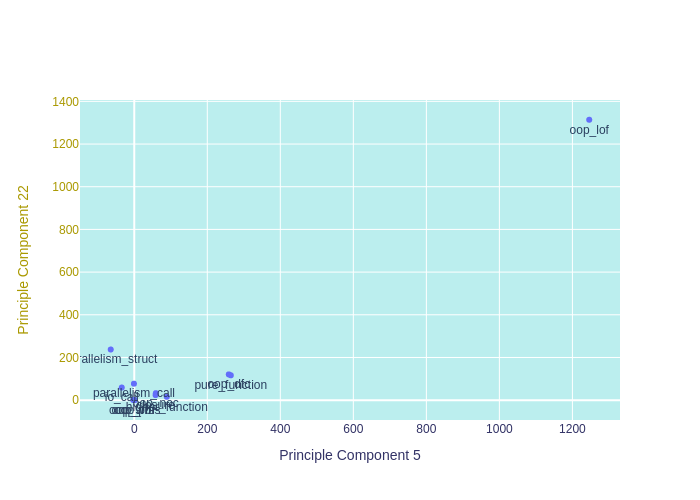 1400
1200
1000
800
600
400
200
0
Principle Component 22
oop_lof
allelism_struct
pure_function
parallelism_call
0
200
400
600
800
1000
1200
Principle Component 5